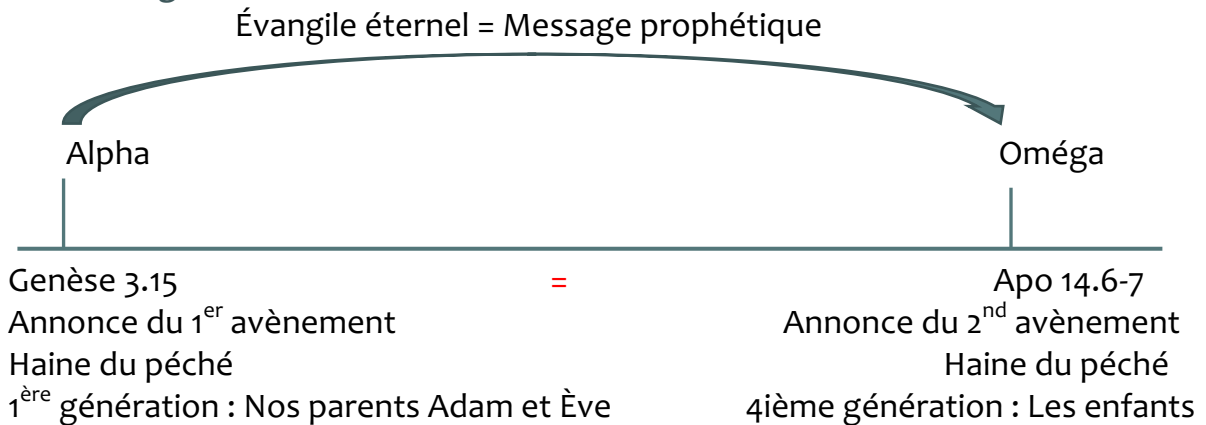 Évangile éternel = Message prophétique
Alpha Oméga
Genèse 3.15 = Apo 14.6-7
Annonce du 1er avènement Annonce du 2nd avènement
Haine du péché Haine du péché
1ère génération : Nos parents Adam et Ève 4ième génération : Les enfants